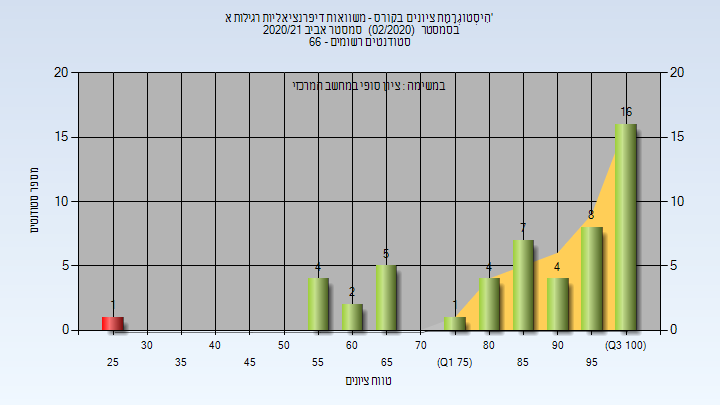 היסטוגרמת ציונים בקורס - משוואות דיפרנציאליות רגילות א'
בסמסטר (02/2020) סמסטר אביב 2020/21
סטודנטים רשומים - 66
במשימה : ציון סופי במחשב המרכזי
מספר סטודנטים
20 20
15 15
10 10
5 5
0 0
1 4 2 5 1 4 7 4 8 16
30 40 50 60 70 80 90 (Q3 100)
25 35 45 55 65 (Q1 75) 85 95
טווח ציונים